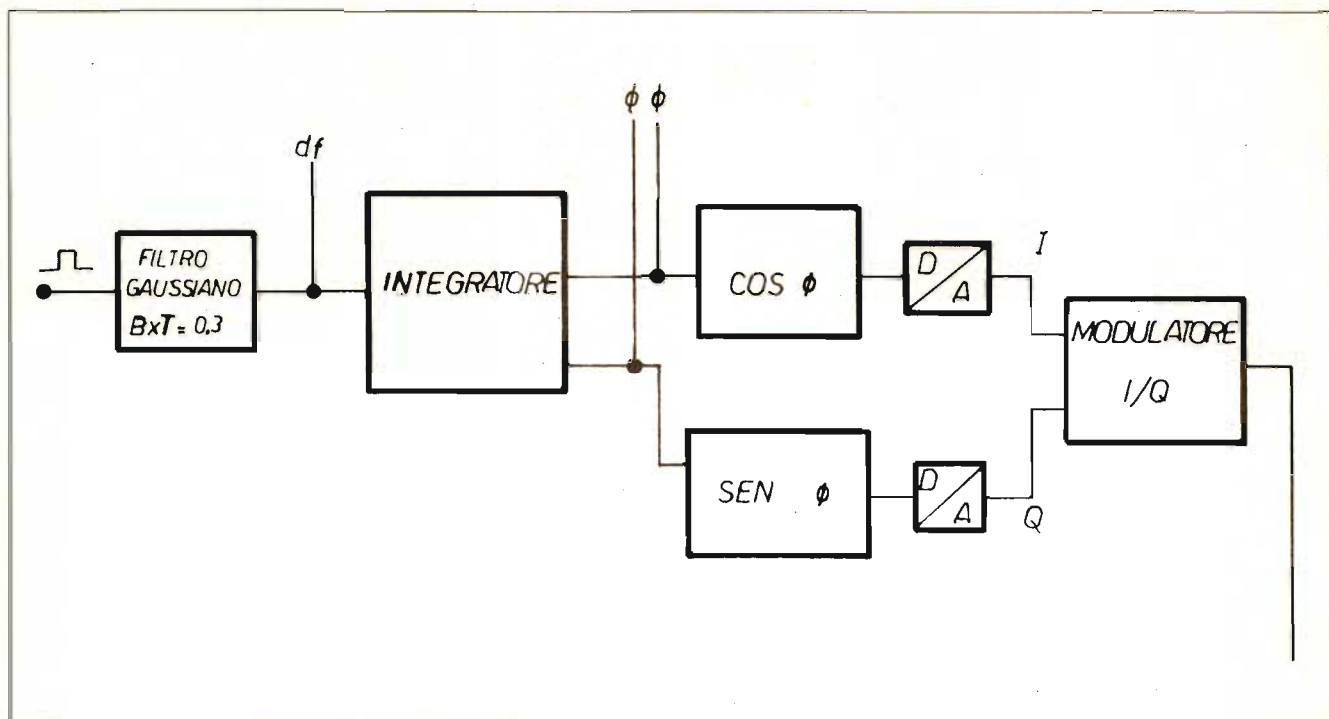 df
ϕ ϕ
FILTRO
GAUSSIANO
BxT = 0.3
INTEGRATORE
COS ϕ
D/A
I
SEN ϕ
D/A
Q
MODULATORE
I/Q